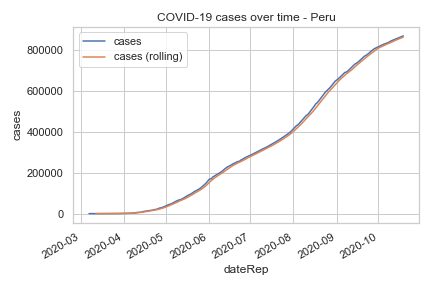 COVID-19 cases over time - Peru
cases
cases (rolling)
800000
600000
400000
200000
0
cases
2020-03
2020-04
2020-05
2020-06
2020-07
2020-08
2020-09
2020-10
dateRep